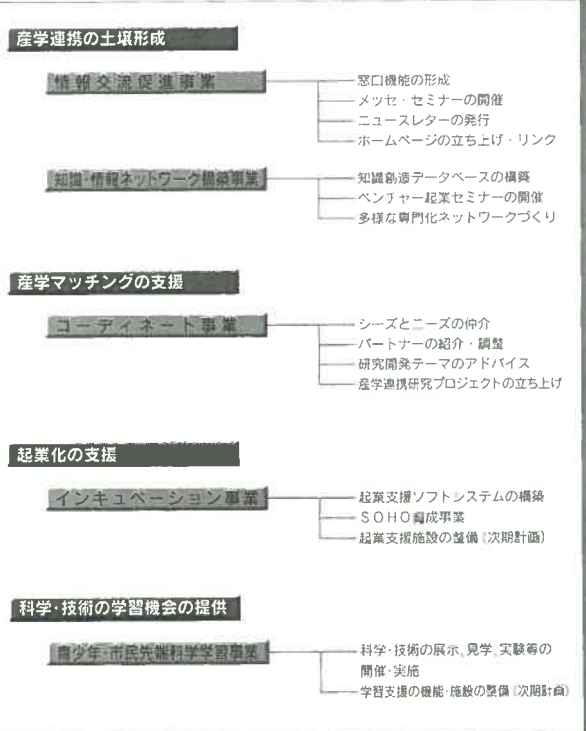 産学連携の土壌形成
情報交流促進事業
窓口機能の形成
メッセ・セミナーの開催
ニュースレターの発行
ホームページの立ち上げ・リンク
知識・情報ネットワーク構築事業
知識創造データベースの構築
ベンチャー起業セミナーの開催
多様な専門化ネットワークづくり
産学マッチングの支援
コーディネート事業
シーズとニーズの仲介
パートナーの紹介・調整
研究開発テーマのアドバイス
産学連携研究プロジェクトの立ち上げ
起業化の支援
インキュベーション事業
起業支援ソフトシステムの構築
SOHO育成事業
起業支援施設の整備(次期計画)
科学・技術の学習機会の提供
青少年・市民先端科学学習事業
科学・技術の展示、見学、実験等の
開催・実施
学習支援の機能・施設の整備(次期計画)